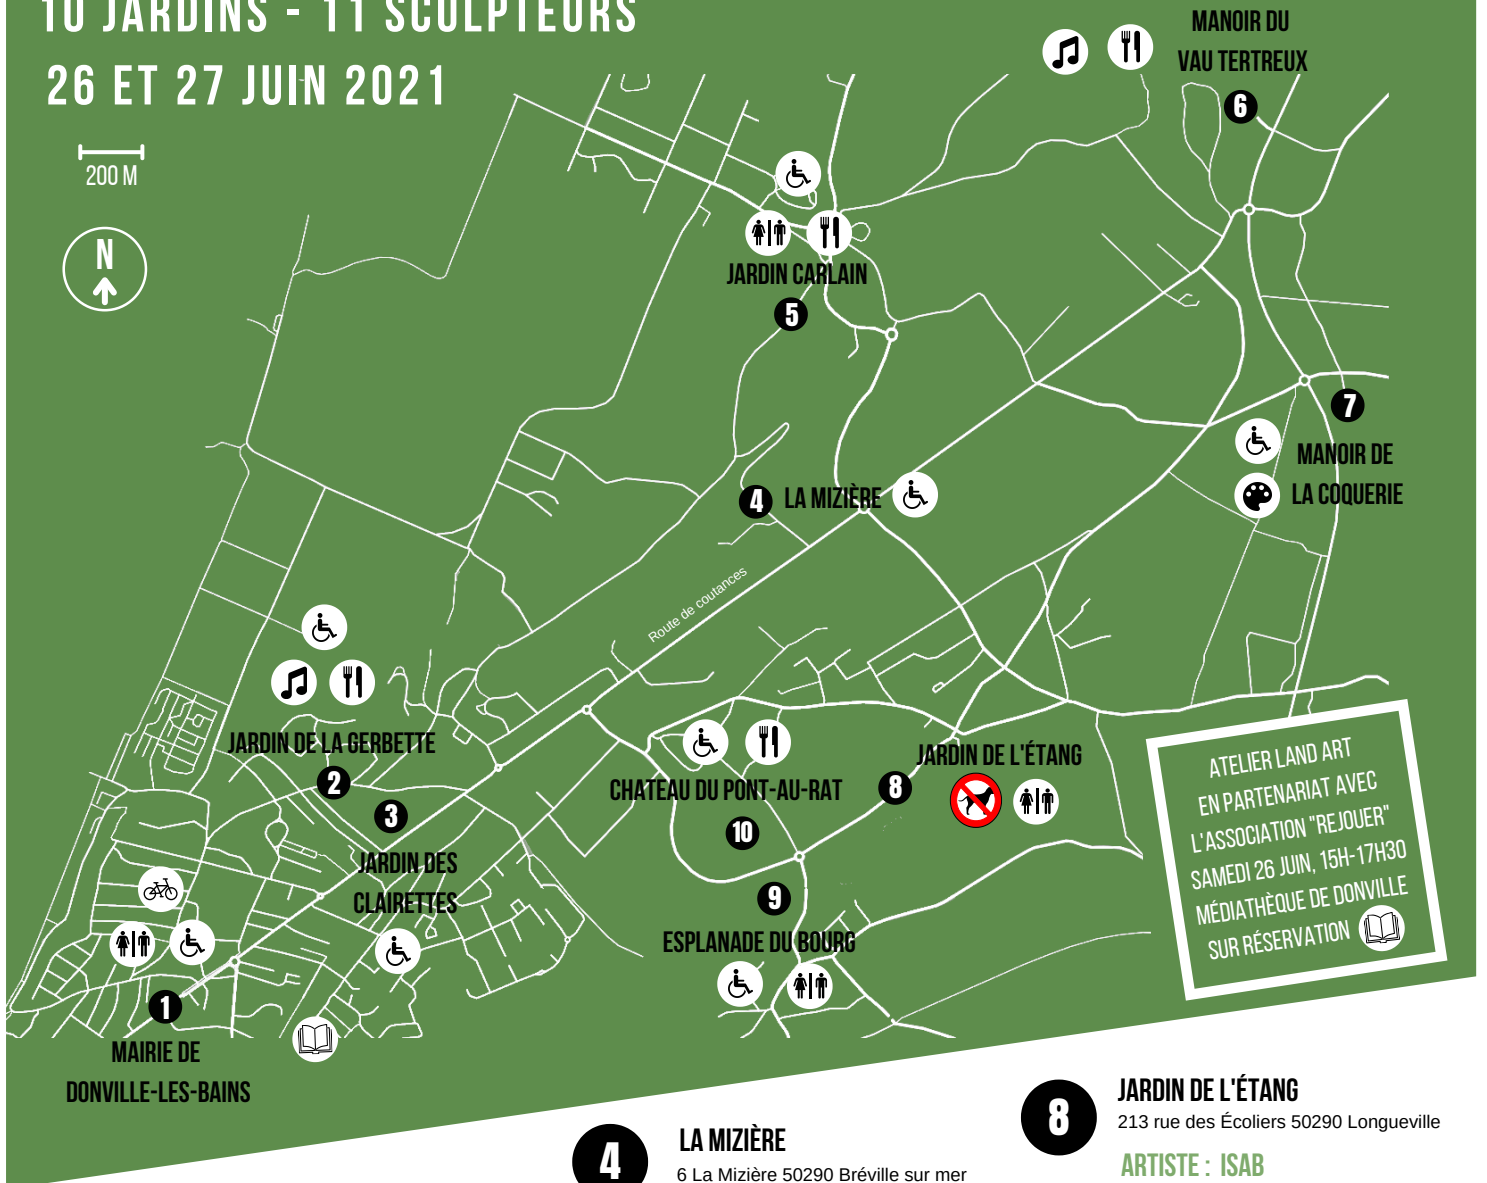 10 JARDINS - 11 SCULPTEURS
26 ET 27 JUIN 2021
200 M
N
MANOIR DU
VAU TERTREUX
6
JARDIN CARLAIN
5
7
MANOIR DE
LA COQUERIE
4 LA MIZIÈRE
Route de coutances
JARDIN DE LA GERBETTE
2
3
JARDIN DES
CLAIRETTES
CHATEAU DU PONT-AU-RAT
10
8
JARDIN DE L'ÉTANG
9
ESPLANADE DU BOURG
1
MAIRIE DE
DONVILLE-LES-BAINS
ATELIER LAND ART
EN PARTENARIAT AVEC
L'ASSOCIATION "REJOUER"
SAMEDI 26 JUIN, 15H-17H30
MÉDIATHÈQUE DE DONVILLE
SUR RÉSERVATION
4
LA MIZIÈRE
6 La Mizière 50290 Bréville sur mer
8
JARDIN DE L'ÉTANG
213 rue des Écoliers 50290 Longueville
ARTISTE : ISAB